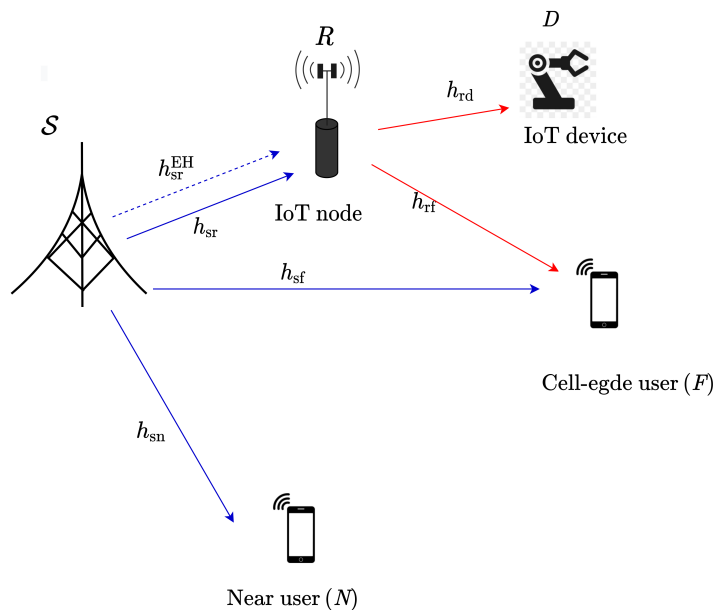 D
R
h_rd
IoT device
S
h_sr^EH
IoT node
h_sr
h_rf
h_sf
Cell-egde user (F)
h_sn
Near user (N)